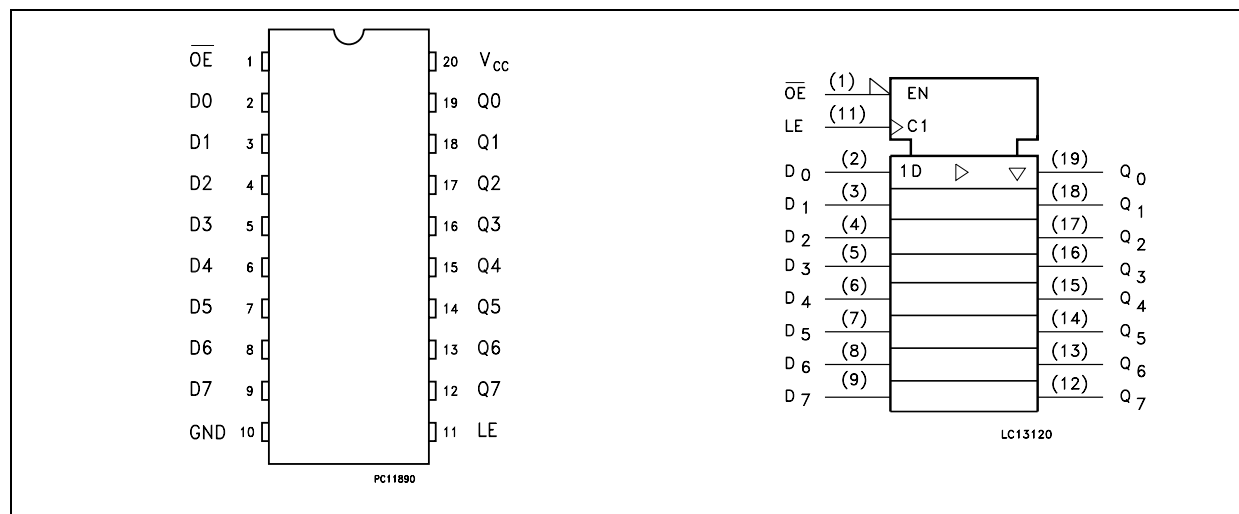 OE 1 20 VCC
D0 2 19 Q0
D1 3 18 Q1
D2 4 17 Q2
D3 5 16 Q3
D4 6 15 Q4
D5 7 14 Q5
D6 8 13 Q6
D7 9 12 Q7
GND 10 11 LE
PC11890
OE (1) EN
LE (11) C1
D0 (2) 1D (19) Q0
D1 (3) (18) Q1
D2 (4) (17) Q2
D3 (5) (16) Q3
D4 (6) (15) Q4
D5 (7) (14) Q5
D6 (8) (13) Q6
D7 (9) (12) Q7
LC13120